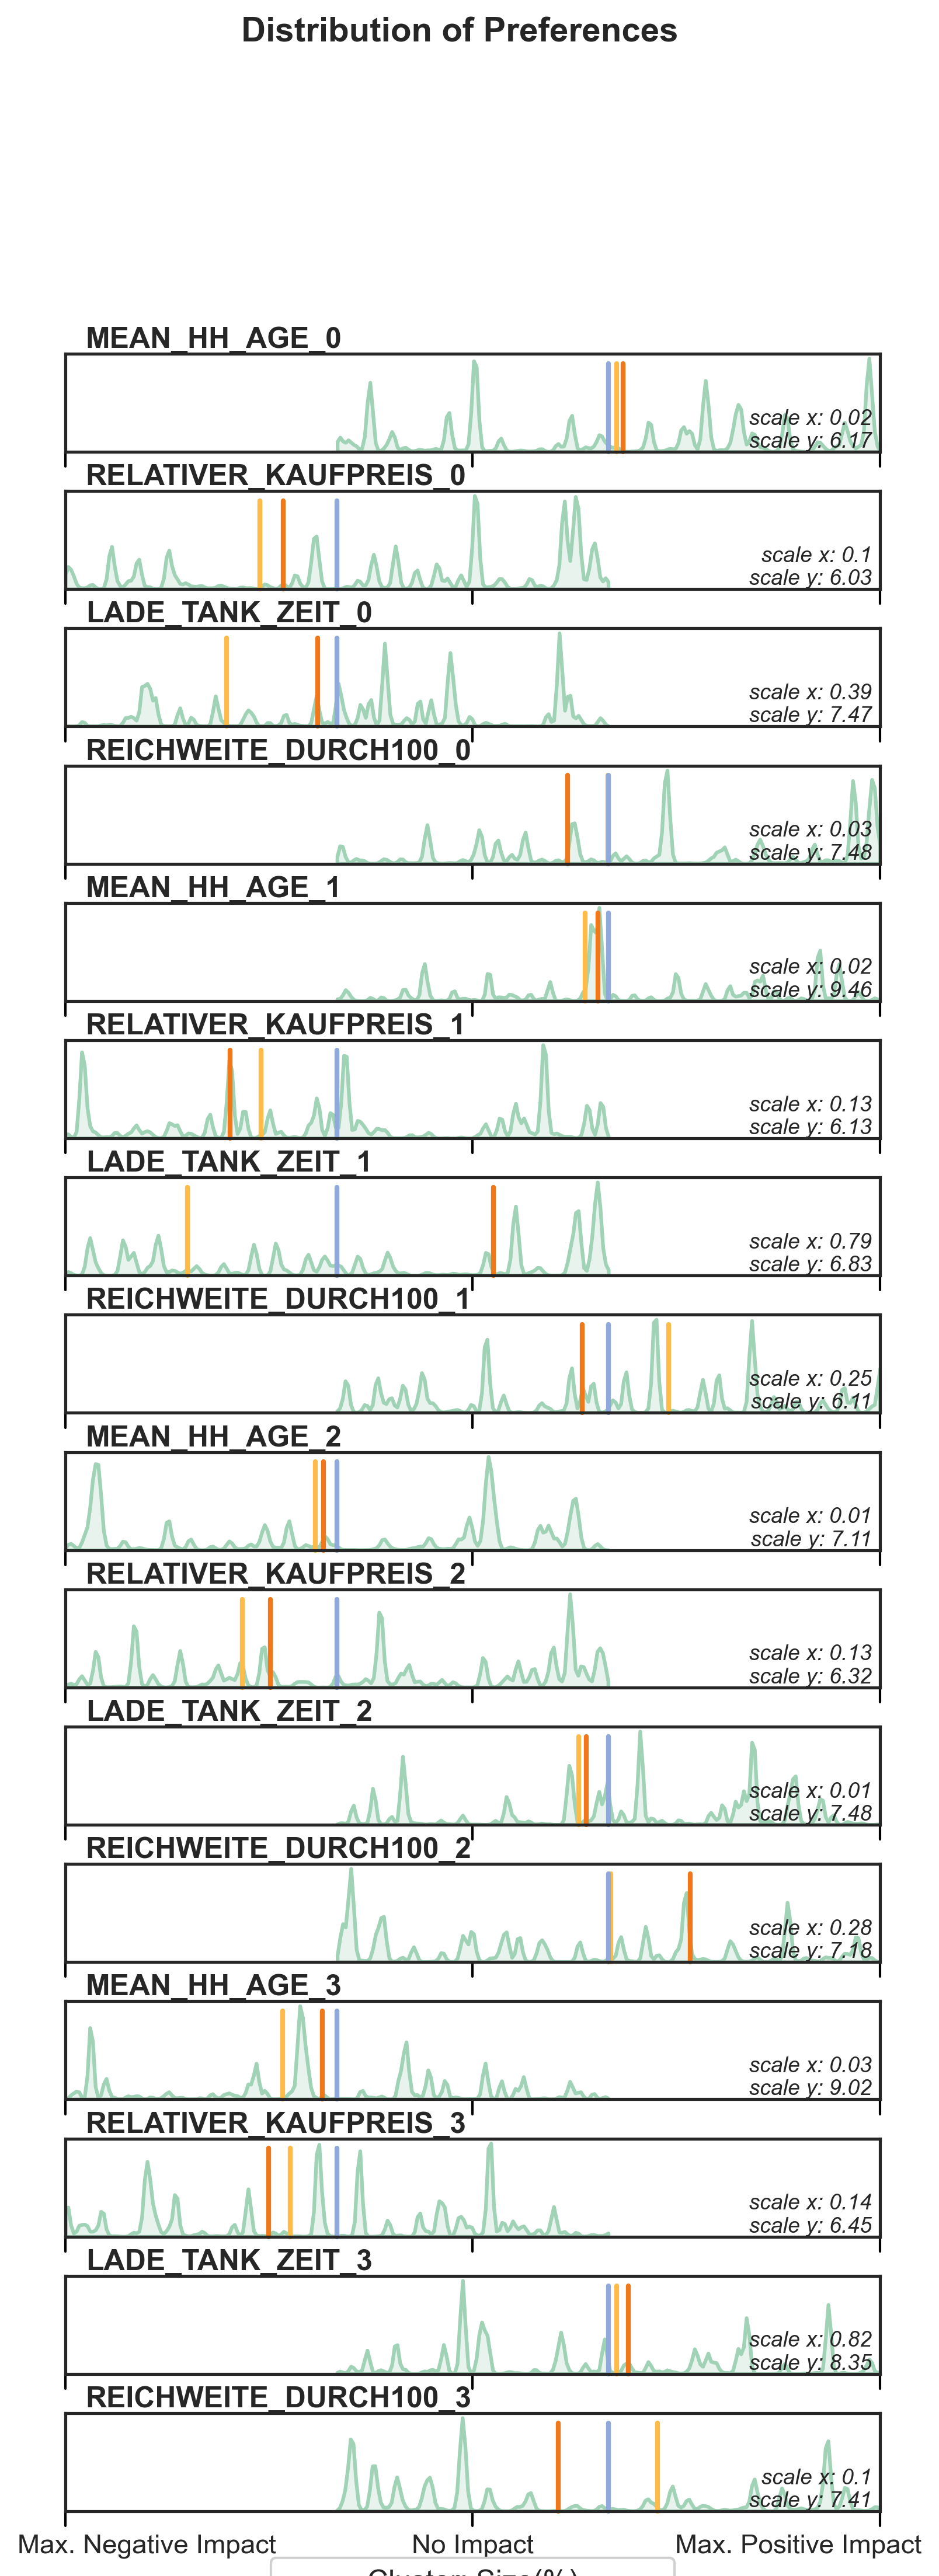 Distribution of Preferences
MEAN_HH_AGE_0
scale x: 0.02
scale y: 6.17
RELATIVER_KAUFPREIS_0
scale x: 0.1
scale y: 6.03
LADE_TANK_ZEIT_0
scale x: 0.39
scale y: 7.47
REICHWEITE_DURCH100_0
scale x: 0.03
scale y: 7.48
MEAN_HH_AGE_1
scale x: 0.02
scale y: 9.46
RELATIVER_KAUFPREIS_1
scale x: 0.13
scale y: 6.13
LADE_TANK_ZEIT_1
scale x: 0.79
scale y: 6.83
REICHWEITE_DURCH100_1
scale x: 0.25
scale y: 6.11
MEAN_HH_AGE_2
scale x: 0.01
scale y: 7.11
RELATIVER_KAUFPREIS_2
scale x: 0.13
scale y: 6.32
LADE_TANK_ZEIT_2
scale x: 0.01
scale y: 7.48
REICHWEITE_DURCH100_2
scale x: 0.28
scale y: 7.18
MEAN_HH_AGE_3
scale x: 0.03
scale y: 9.02
RELATIVER_KAUFPREIS_3
scale x: 0.14
scale y: 6.45
LADE_TANK_ZEIT_3
scale x: 0.82
scale y: 8.35
REICHWEITE_DURCH100_3
scale x: 0.1
scale y: 7.41
Max. Negative Impact No Impact Max. Positive Impact
Cluster: Size(%)